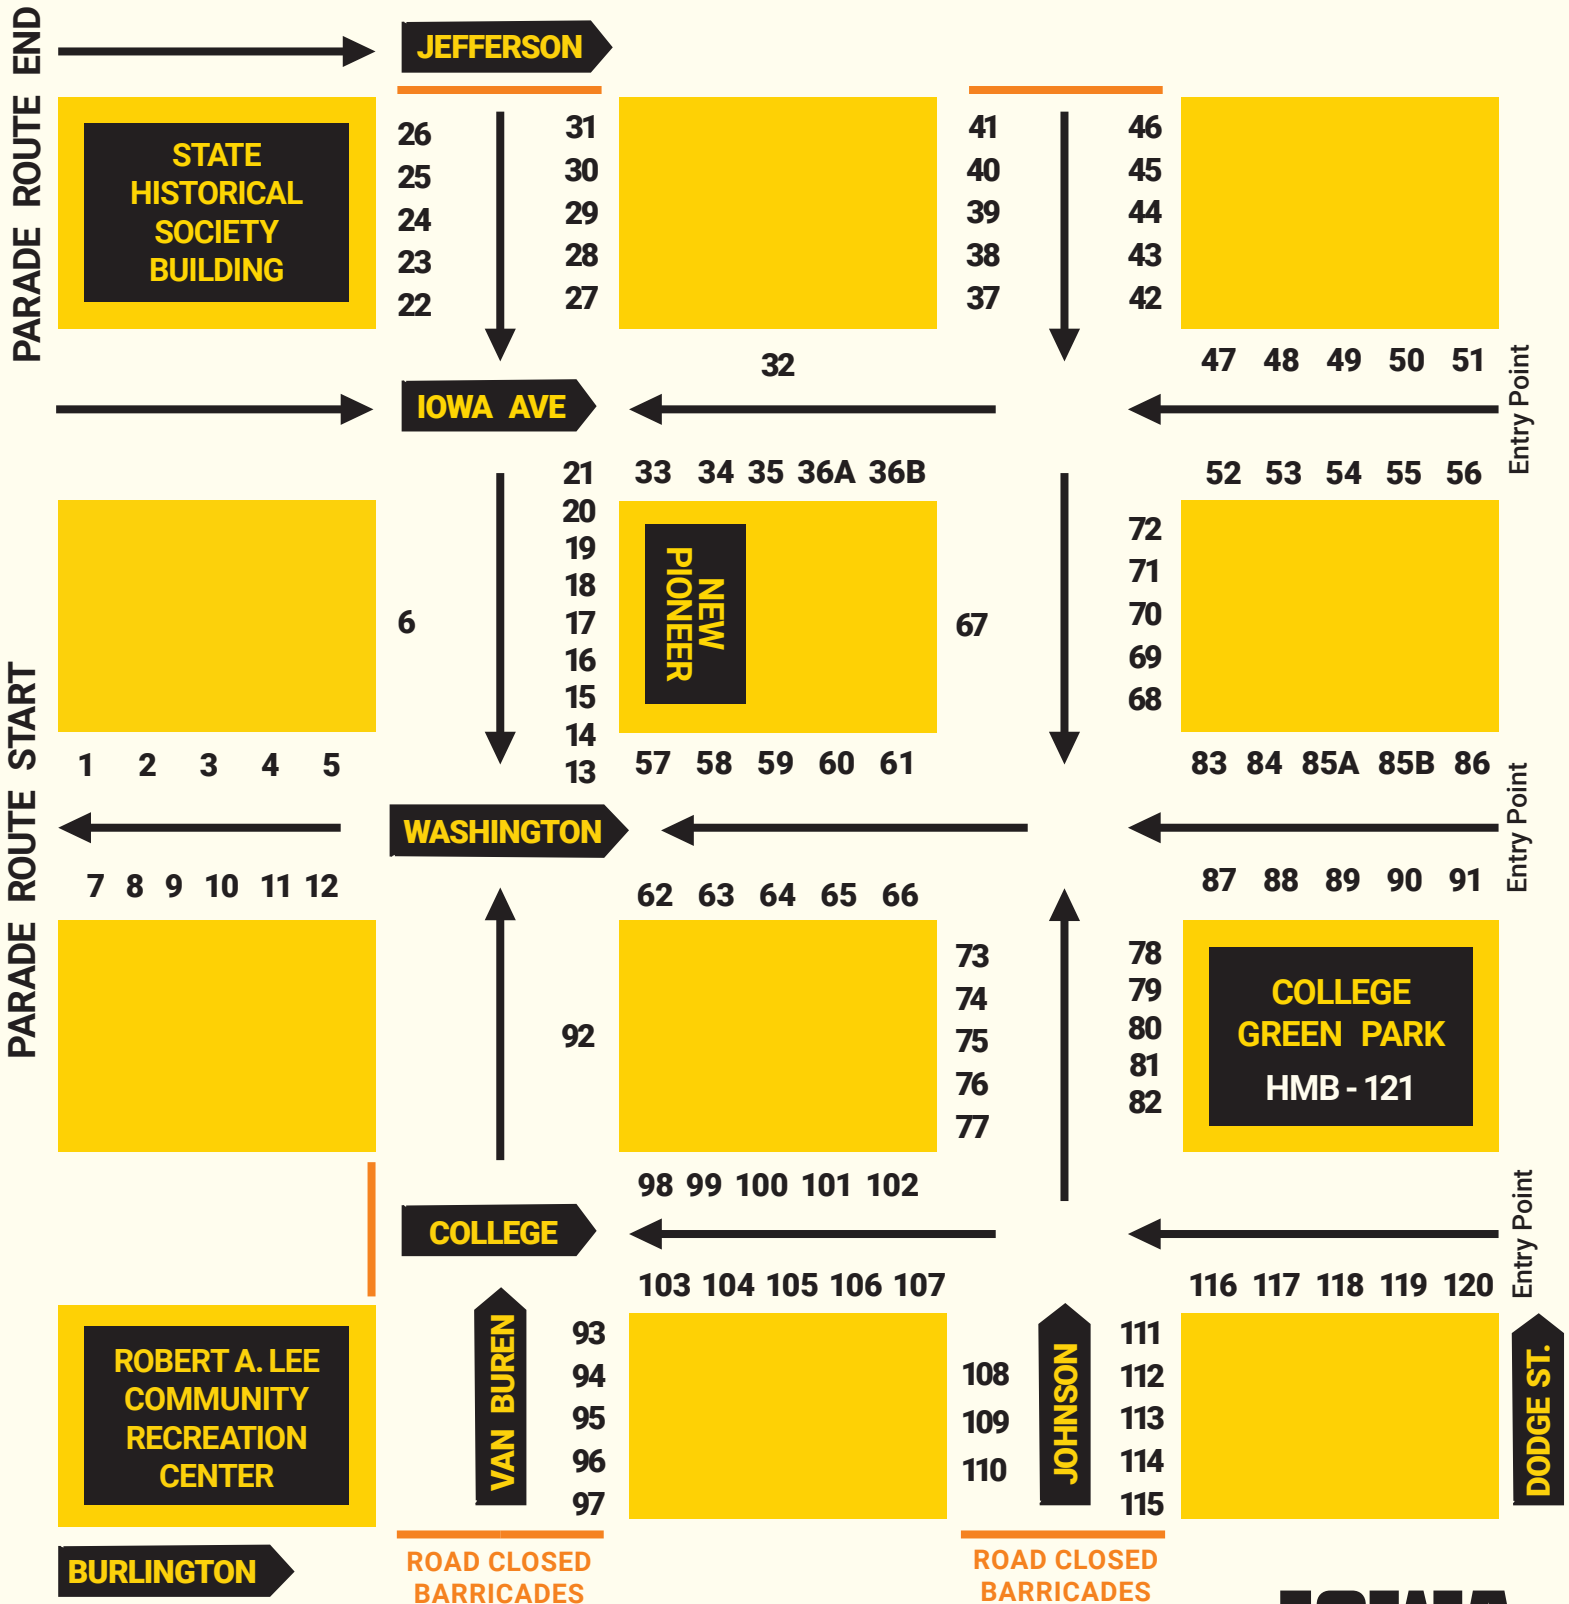 PARADE ROUTE END
JEFFERSON
STATE
HISTORICAL
SOCIETY
BUILDING
26
25
24
23
22
31
30
29
28
27
41
40
39
38
37
46
45
44
43
42
32
47 48 49 50 51
Entry Point
IOWA AVE
33 34 35 36A 36B
52 53 54 55 56
PARADE ROUTE START
6
21
20
19
18
17
16
15
14
13
NEW
PIONEER
67
72
71
70
69
68
1 2 3 4 5
57 58 59 60 61
83 84 85A 85B 86
Entry Point
WASHINGTON
7 8 9 10 11 12
62 63 64 65 66
87 88 89 90 91
92
73
74
75
76
77
78
79
80
81
82
COLLEGE
GREEN PARK
HMB - 121
98 99 100 101 102
Entry Point
COLLEGE
103 104 105 106 107
116 117 118 119 120
ROBERT A. LEE
COMMUNITY
RECREATION
CENTER
VAN BUREN
93
94
95
96
97
108
109
110
JOHNSON
111
112
113
114
115
DODGE ST.
BURLINGTON
ROAD CLOSED
BARRICADES
ROAD CLOSED
BARRICADES